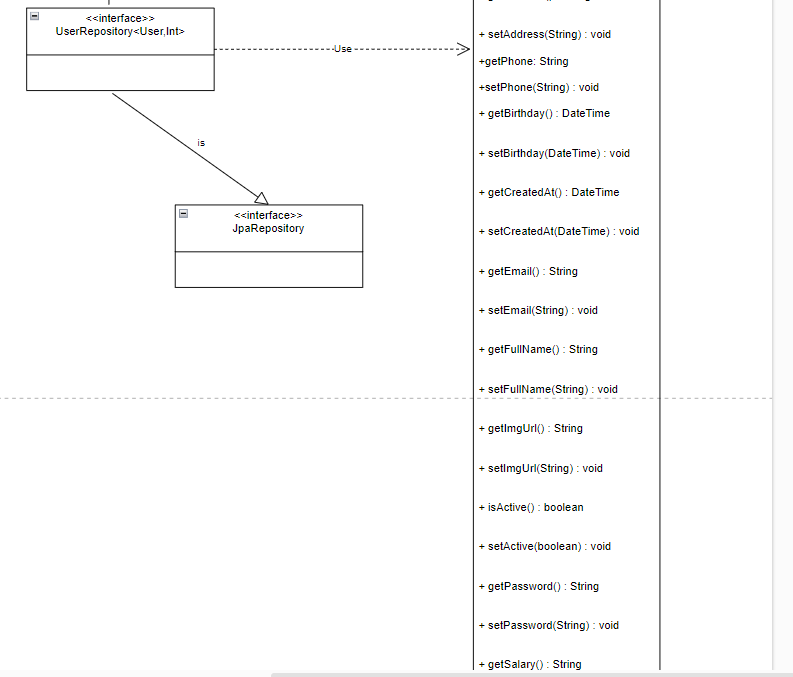 <<interface>>
UserRepository<User,Int>
Use
is
<<interface>>
JpaRepository
+ setAddress(String) : void
+getPhone: String
+setPhone(String) : void
+ getBirthday() : DateTime
+ setBirthday(DateTime) : void
+ getCreatedAt() : DateTime
+ setCreatedAt(DateTime) : void
+ getEmail() : String
+ setEmail(String) : void
+ getFullName() : String
+ setFullName(String) : void
+ getImgUrl() : String
+ setImgUrl(String) : void
+ isActive() : boolean
+ setActive(boolean) : void
+ getPassword() : String
+ setPassword(String) : void
+ getSalary() : String